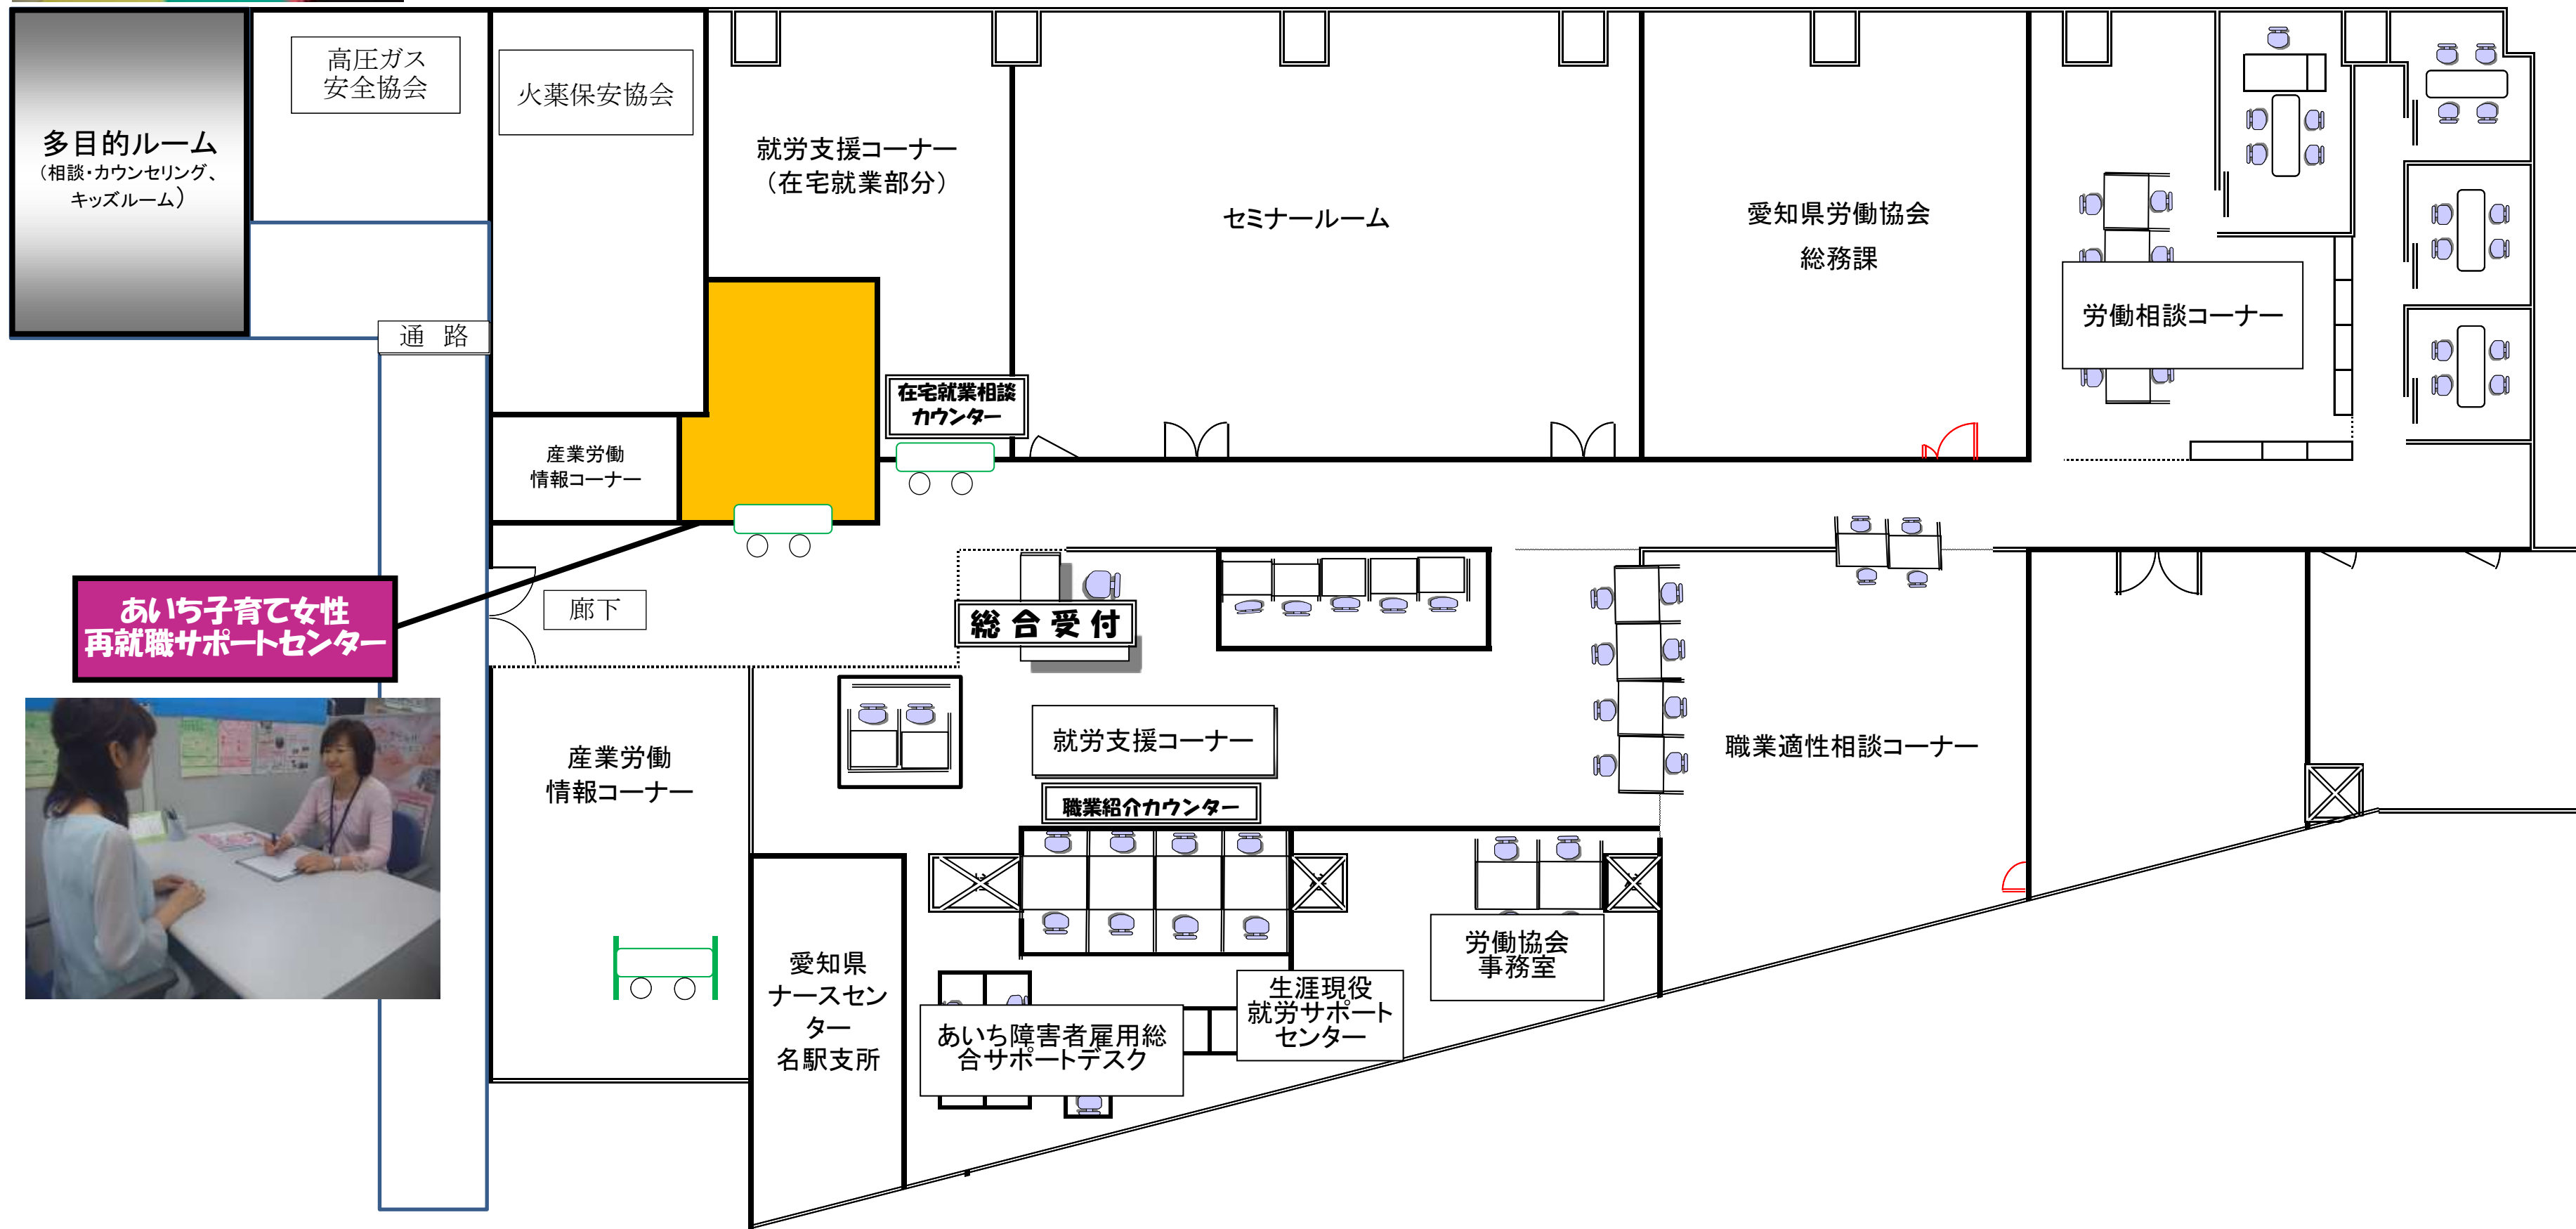 高圧ガス
安全協会
火薬保安協会
多目的ルーム
（相談・カウンセリング、
キッズルーム）
就労支援コーナー
（在宅就業部分）
セミナールーム
愛知県労働協会
総務課
労働相談コーナー
通　路
在宅就業相談
カウンター
産業労働
情報コーナー
あいち子育て女性
再就職サポートセンター
廊下
総合受付
産業労働
情報コーナー
就労支援コーナー
職業紹介カウンター
職業適性相談コーナー
愛知県
ナースセン
ター
名駅支所
あいち障害者雇用総
合サポートデスク
生涯現役
就労サポート
センター
労働協会
事務室